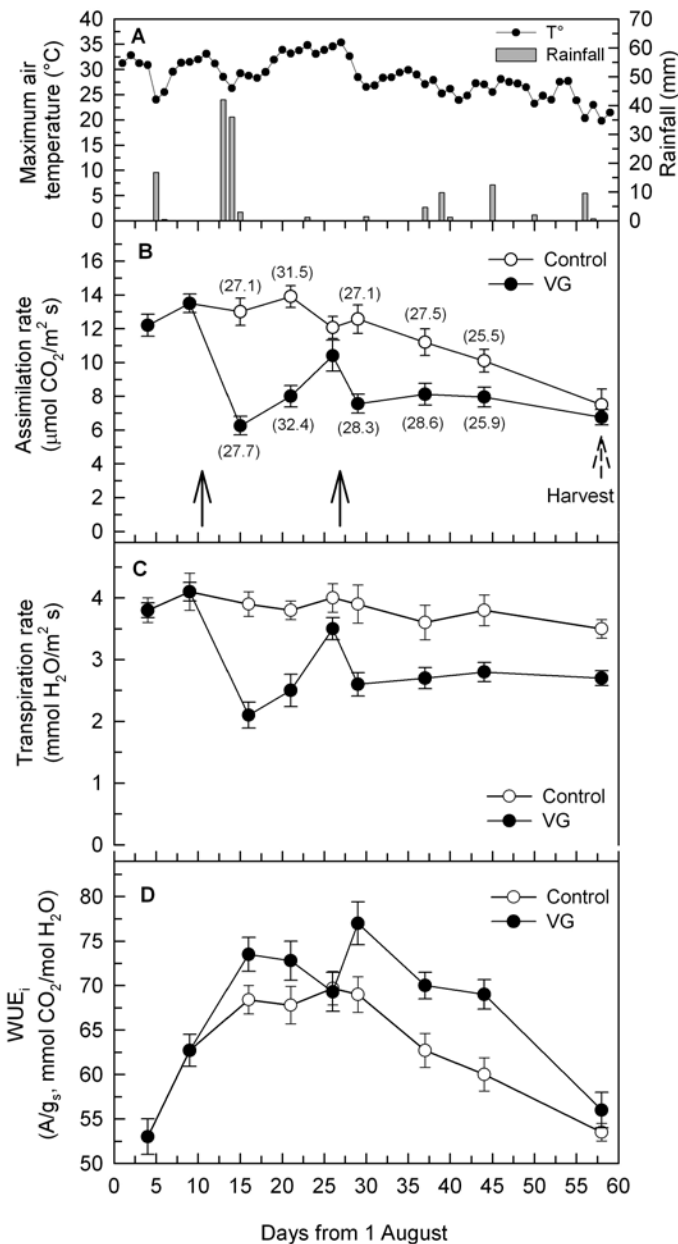 A
T°
Rainfall
Maximum air
temperature (°C)
40
35
30
25
20
15
10
5
0
70
60
50
40
30
20
10
0
Rainfall (mm)
B
Control
VG
Assimilation rate
(µmol CO₂/m² s)
16
14
12
10
8
6
4
2
0
(27.1)
(31.5)
(27.1)
(27.5)
(25.5)
(27.7)
(32.4)
(28.3)
(28.6)
(25.9)
Harvest
C
Transpiration rate
(mmol H₂O/m² s)
4
3
2
1
0
Control
VG
D
Control
VG
WUEᵢ
(A/gₛ, mmol CO₂/mol H₂O)
80
75
70
65
60
55
50
0 5 10 15 20 25 30 35 40 45 50 55 60
Days from 1 August